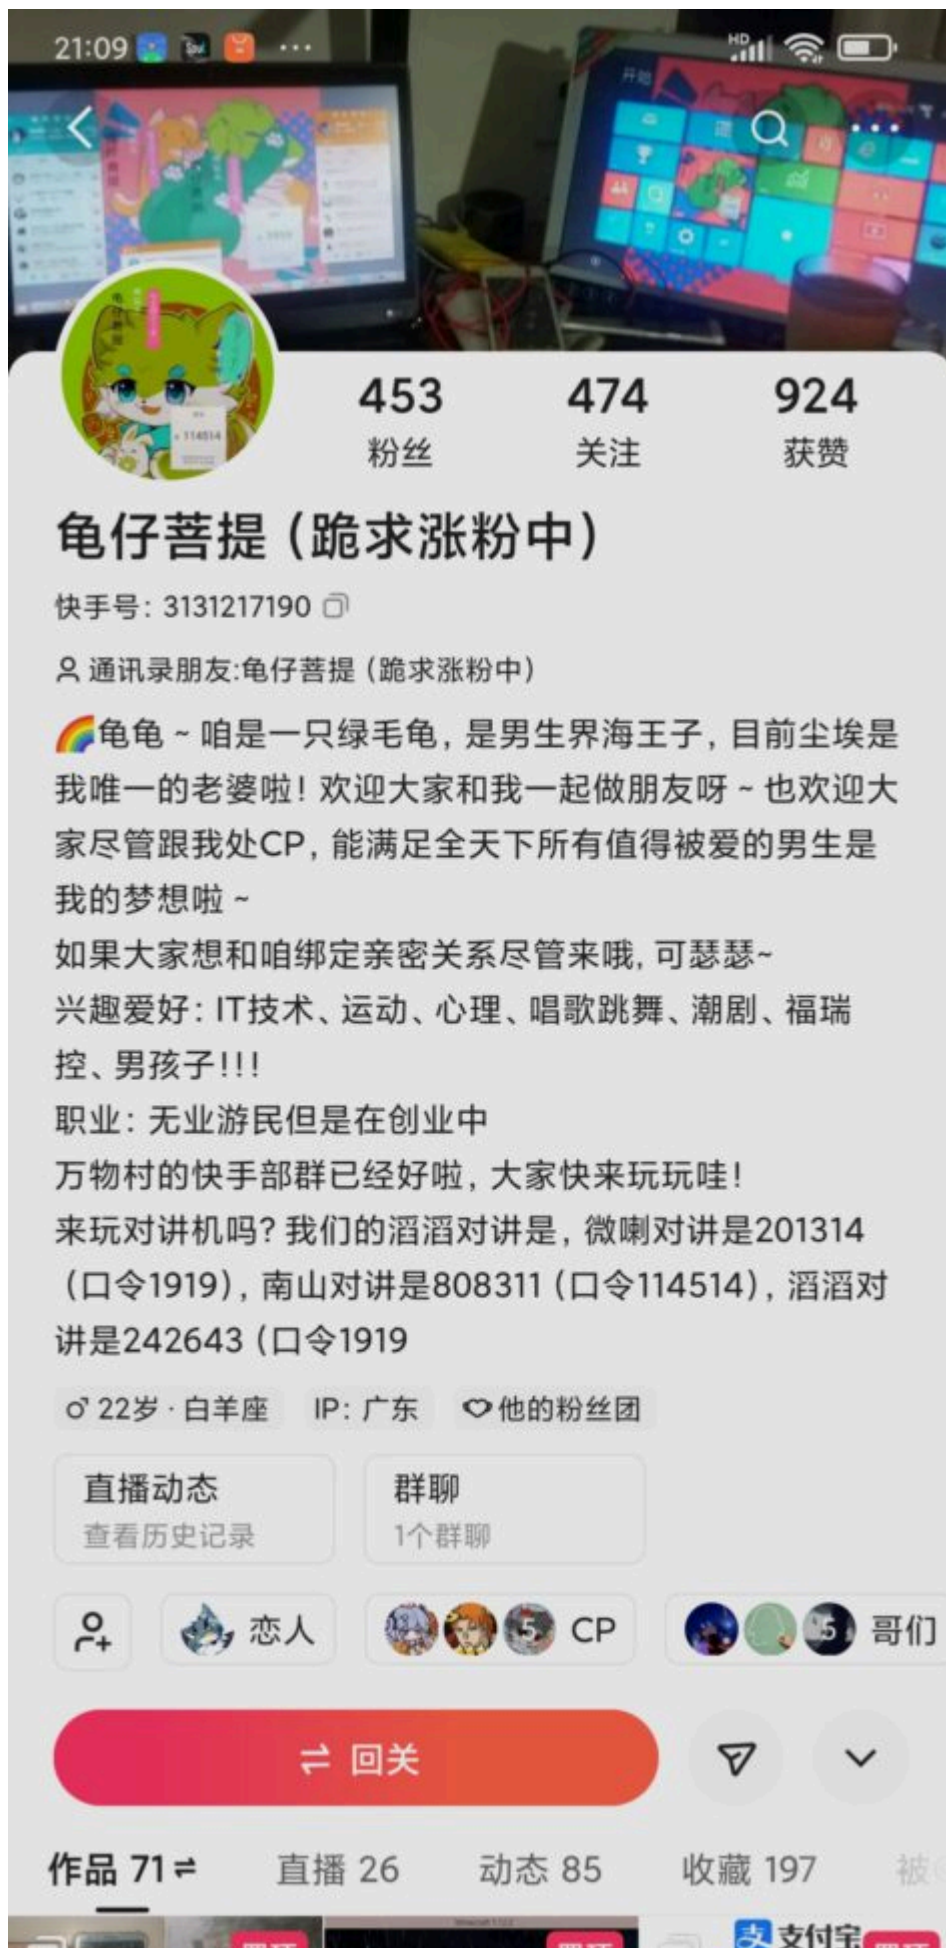 21:09
HD
开始
114514
453
474
924
粉丝
关注
获赞
龟仔菩提（跪求涨粉中）
快手号：3131217190
通讯录朋友:龟仔菩提（跪求涨粉中）
🌈龟龟～咱是一只绿毛龟，是男生界海王子，目前尘埃是
我唯一的老婆啦！欢迎大家和我一起做朋友呀～也欢迎大
家尽管跟我处CP，能满足全天下所有值得被爱的男生是
我的梦想啦～
如果大家想和咱绑定亲密关系尽管来哦，可瑟瑟~
兴趣爱好：IT技术、运动、心理、唱歌跳舞、潮剧、福瑞
控、男孩子!!!
职业：无业游民但是在创业中
万物村的快手部群已经好啦，大家快来玩玩哇！
来玩对讲机吗？我们的滔滔对讲是，微喇对讲是201314
（口令1919），南山对讲是808311（口令114514），滔滔对
讲是242643（口令1919
♂ 22岁 · 白羊座
IP：广东
他的粉丝团
直播动态
查看历史记录
群聊
1个群聊
恋人
5
CP
5
哥们
回关
作品 71
直播 26
动态 85
收藏 197
被
支付宝